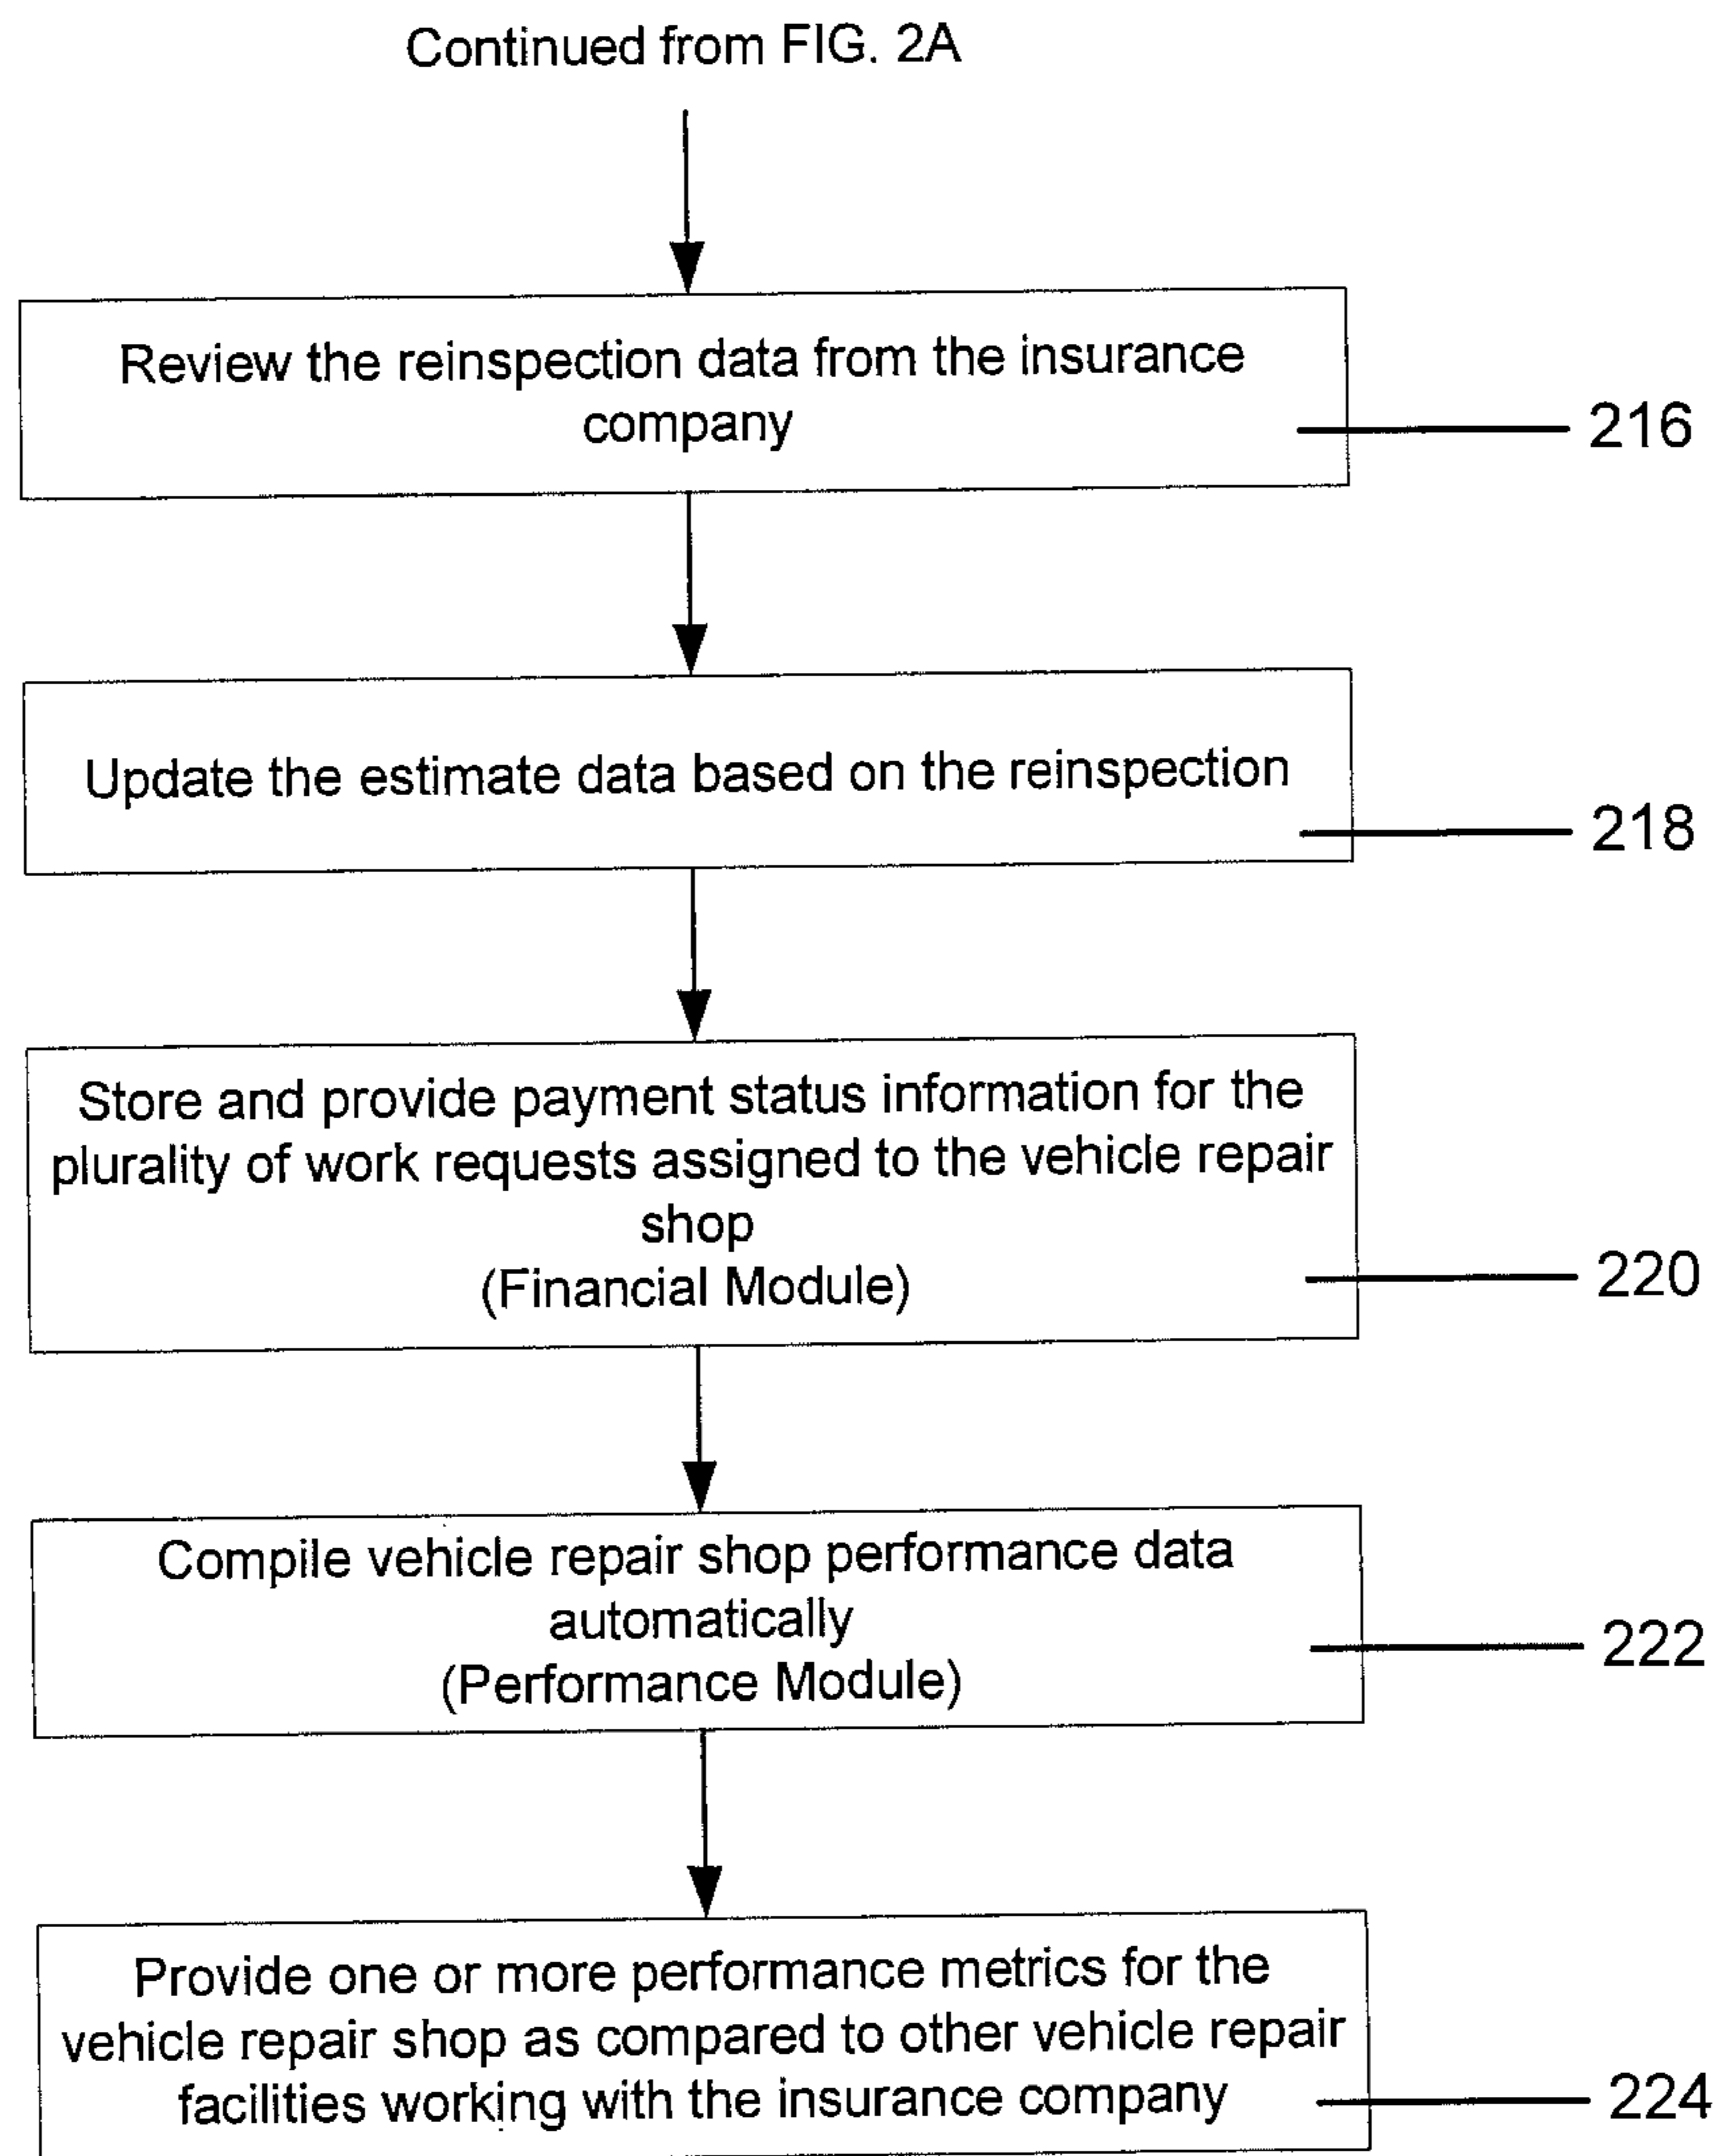 Continued from FIG. 2A
Review the reinspection data from the insurance
company
216
Update the estimate data based on the reinspection
218
Store and provide payment status information for the
plurality of work requests assigned to the vehicle repair
shop
(Financial Module)
220
Compile vehicle repair shop performance data
automatically
(Performance Module)
222
Provide one or more performance metrics for the
vehicle repair shop as compared to other vehicle repair
facilities working with the insurance company
224